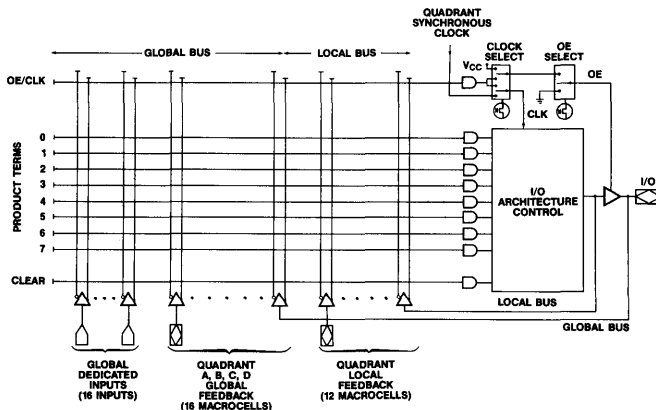 QUADRANT
SYNCHRONOUS
CLOCK
CLOCK
SELECT
OE
SELECT
GLOBAL BUS
LOCAL BUS
OE/CLK
VCC
OE
CLK
PRODUCT TERMS
0
1
2
3
4
5
6
7
CLEAR
I/O
ARCHITECTURE
CONTROL
I/O
LOCAL BUS
GLOBAL BUS
GLOBAL
DEDICATED
INPUTS
(16 INPUTS)
QUADRANT
A, B, C, D
GLOBAL
FEEDBACK
(16 MACROCELLS)
QUADRANT
LOCAL
FEEDBACK
(12 MACROCELLS)